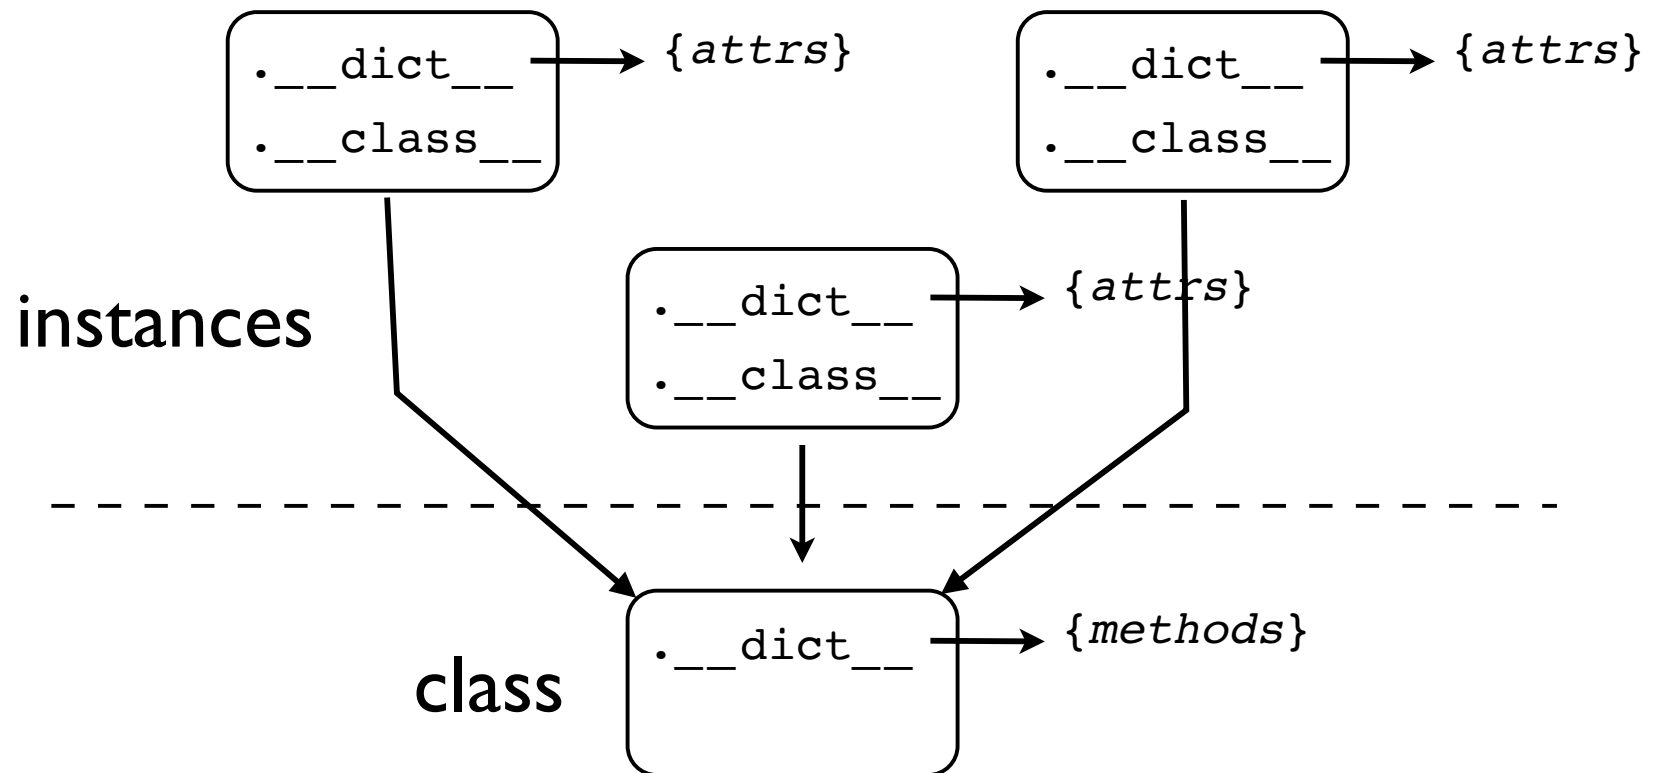 .__dict__
{attrs}
.__class__
.__dict__
{attrs}
.__class__
instances
.__dict__
{attrs}
.__class__
class
.__dict__
{methods}